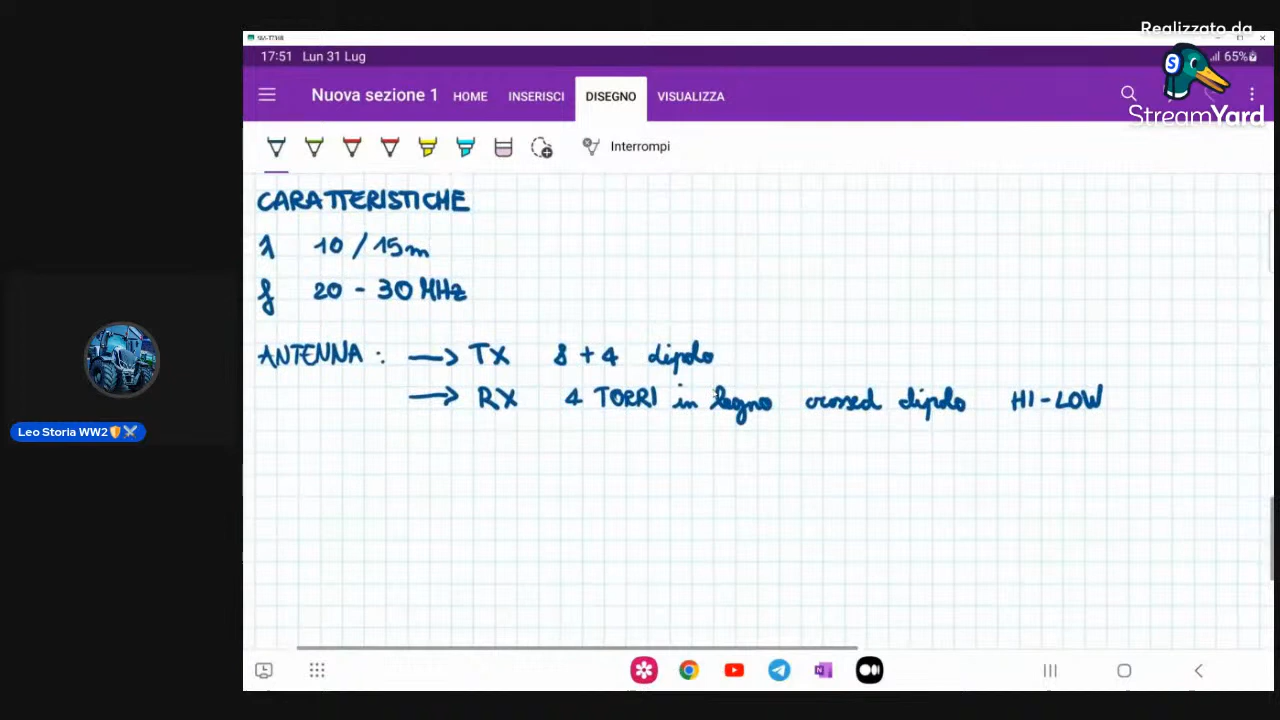 Realizzato da
StreamYard
17:51 Lun 31 Lug
65%
Nuova sezione 1 HOME INSERISCI DISEGNO VISUALIZZA
Interrompi
CARATTERISTICHE
λ 10 / 15m
f 20 - 30 MHz
ANTENNA : → TX 8 + 4 dipolo
→ RX 4 TORRI in legno crossed dipolo HI-LOW
Leo Storia WW2🛡️⚔️